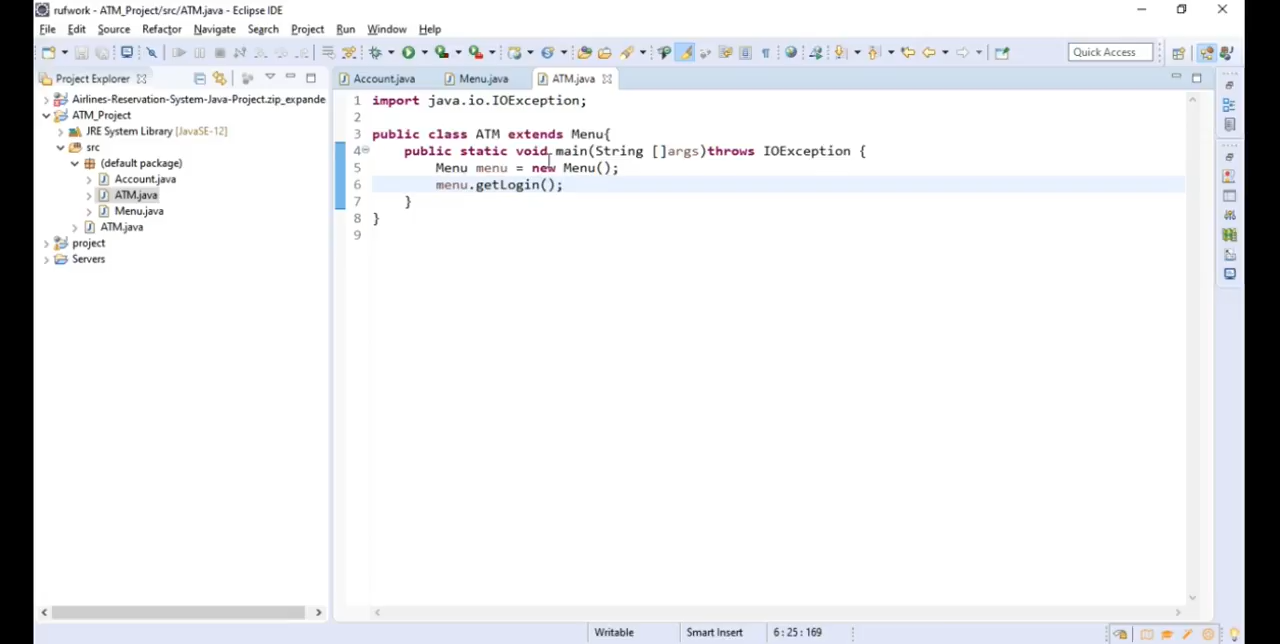 rufwork - ATM_Project/src/ATM.java - Eclipse IDE
File Edit Source Refactor Navigate Search Project Run Window Help
Quick Access
Project Explorer
Account.java Menu.java ATM.java
Airlines-Reservation-System-Java-Project.zip_expande
ATM_Project
JRE System Library [JavaSE-12]
src
(default package)
Account.java
ATM.java
Menu.java
ATM.java
project
Servers
1 import java.io.IOException;
2
3 public class ATM extends Menu{
4 public static void main(String []args)throws IOException {
5 Menu menu = new Menu();
6 menu.getLogin();
7 }
8 }
9
Writable Smart Insert 6:25:169